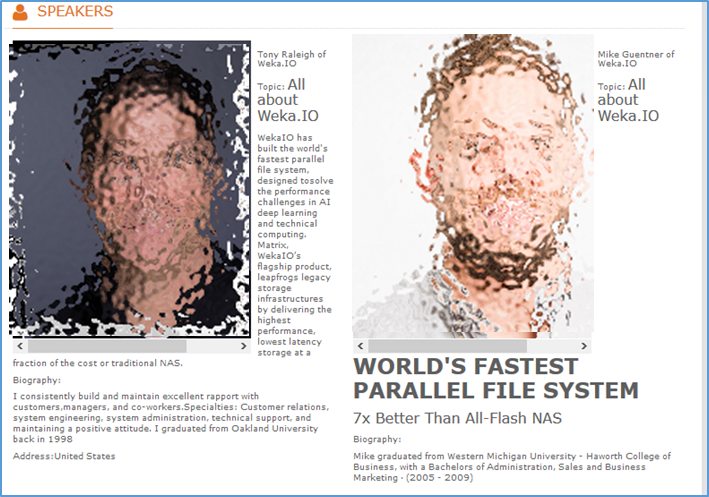 SPEAKERS
Tony Raleigh of
Weka.IO
Topic: All
about
Weka.IO
WekaIO has
built the world's
fastest parallel
file system,
designed tosolve
the performance
challenges in AI
deep learning
and technical
computing.
Matrix,
WekaIO's
flagship product,
leapfrogs legacy
storage
infrastructures
by delivering the
highest
performance,
lowest latency
storage at a
fraction of the cost or traditional NAS.
Biography:
I consistently build and maintain excellent rapport with
customers,managers, and co-workers.Specialties: Customer relations,
system engineering, system administration, technical support, and
maintaining a positive attitude. I graduated from Oakland University
back in 1998
Address:United States
Mike Guentner of
Weka.IO
Topic: All
about
Weka.IO
WORLD'S FASTEST
PARALLEL FILE SYSTEM
7x Better Than All-Flash NAS
Biography:
Mike graduated from Western Michigan University - Haworth College of
Business, with a Bachelors of Administration, Sales and Business
Marketing - (2005 - 2009)